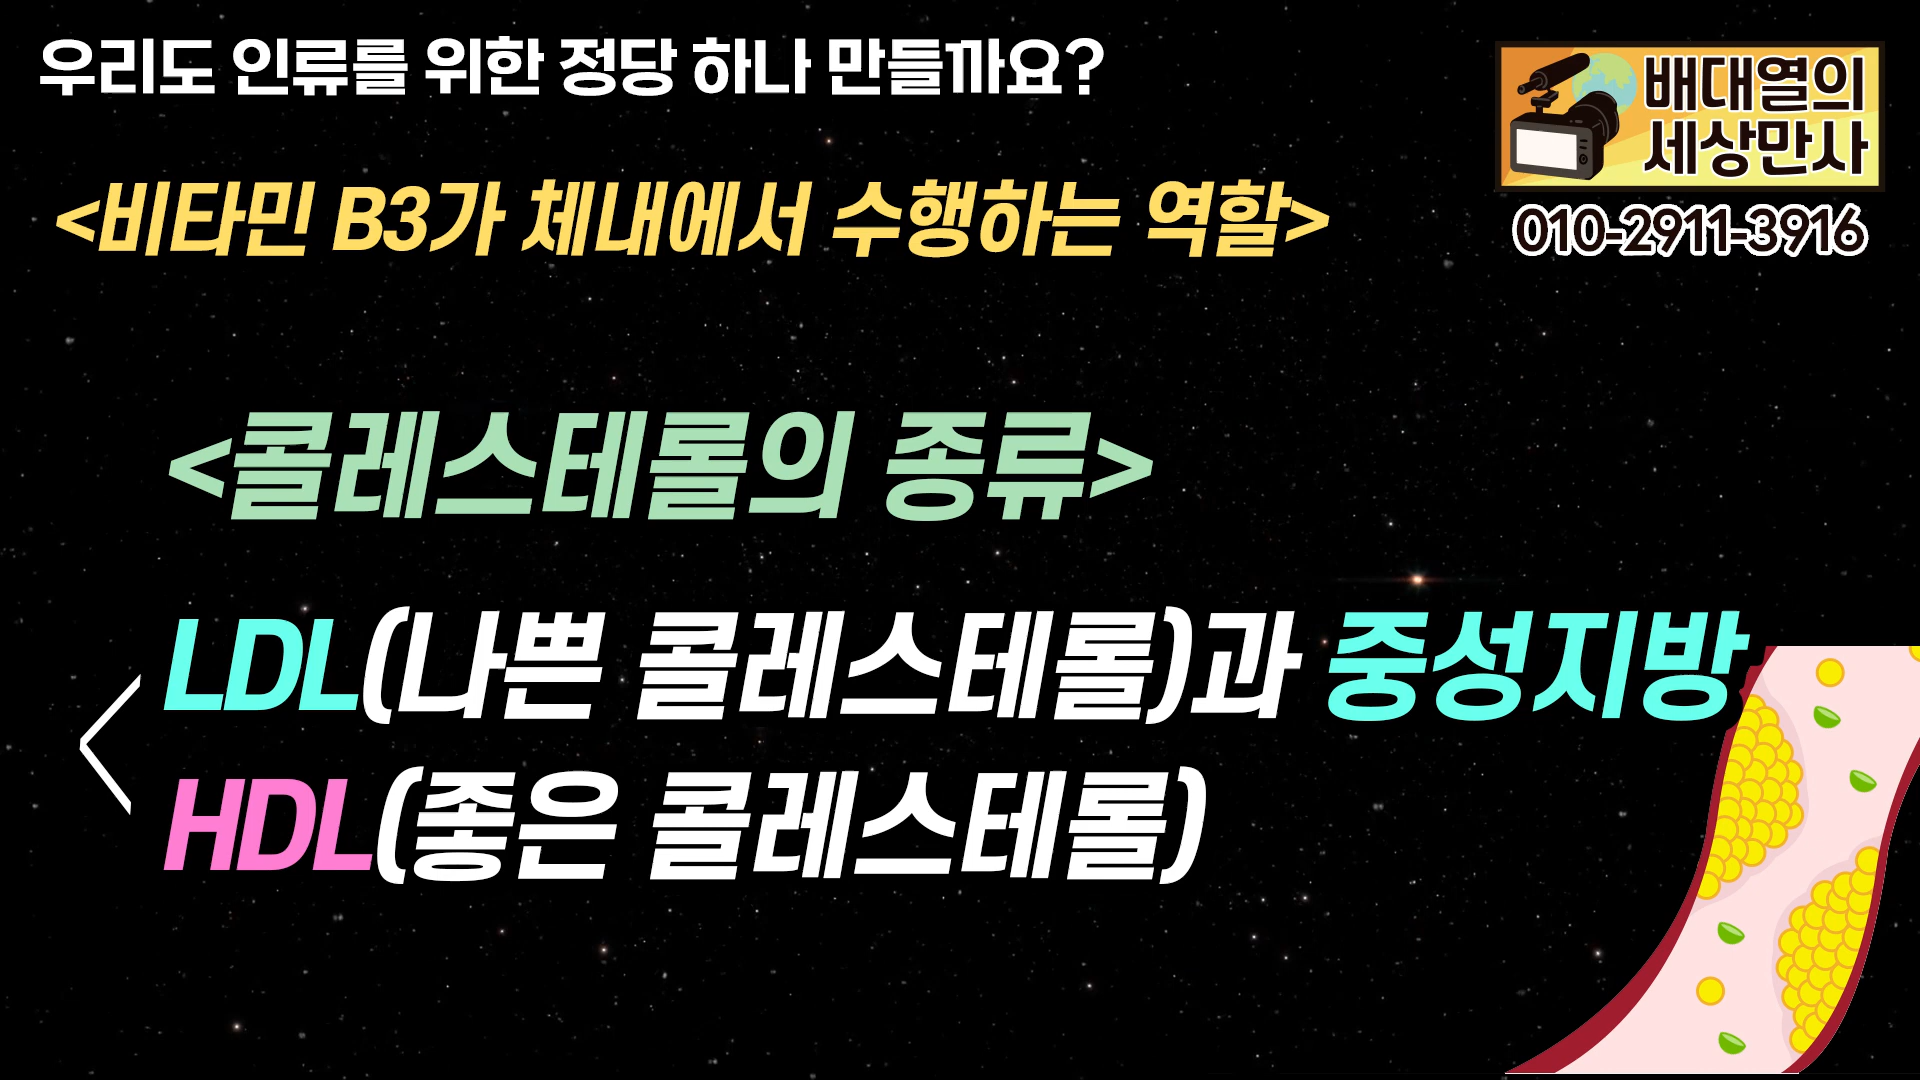 우리도 인류를 위한 정당 하나 만들까요?
배대열의
세상만사
010-2911-3916
<비타민 B3가 체내에서 수행하는 역할>
<콜레스테롤의 종류>
LDL(나쁜 콜레스테롤)과 중성지방
HDL(좋은 콜레스테롤)